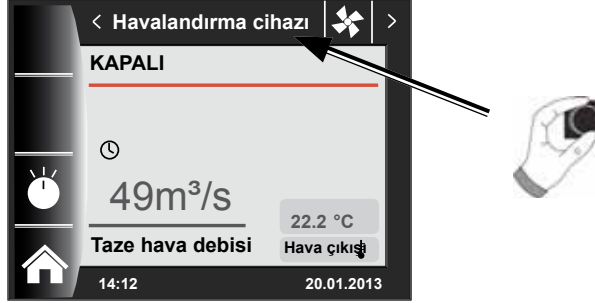 < Havalandırma cihazı >
KAPALI
49m³/s
22.2 °C
Taze hava debisi
Hava çıkışı
14:12
20.01.2013